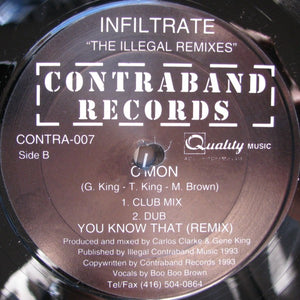 INFILTRATE
"THE ILLEGAL REMIXES"
CONTRABAND
RECORDS
CONTRA-007
Side B
Quality MUSIC
C'MON
(G. King - T. King - M. Brown)
1. CLUB MIX
2. DUB
YOU KNOW THAT (REMIX)
Produced and mixed by Carlos Clarke & Gene King
Published by Illegal Contraband Music 1993
Copywritten by Contraband Records 1993
Vocals by Boo Boo Brown
Tel/Fax (416) 504-0864